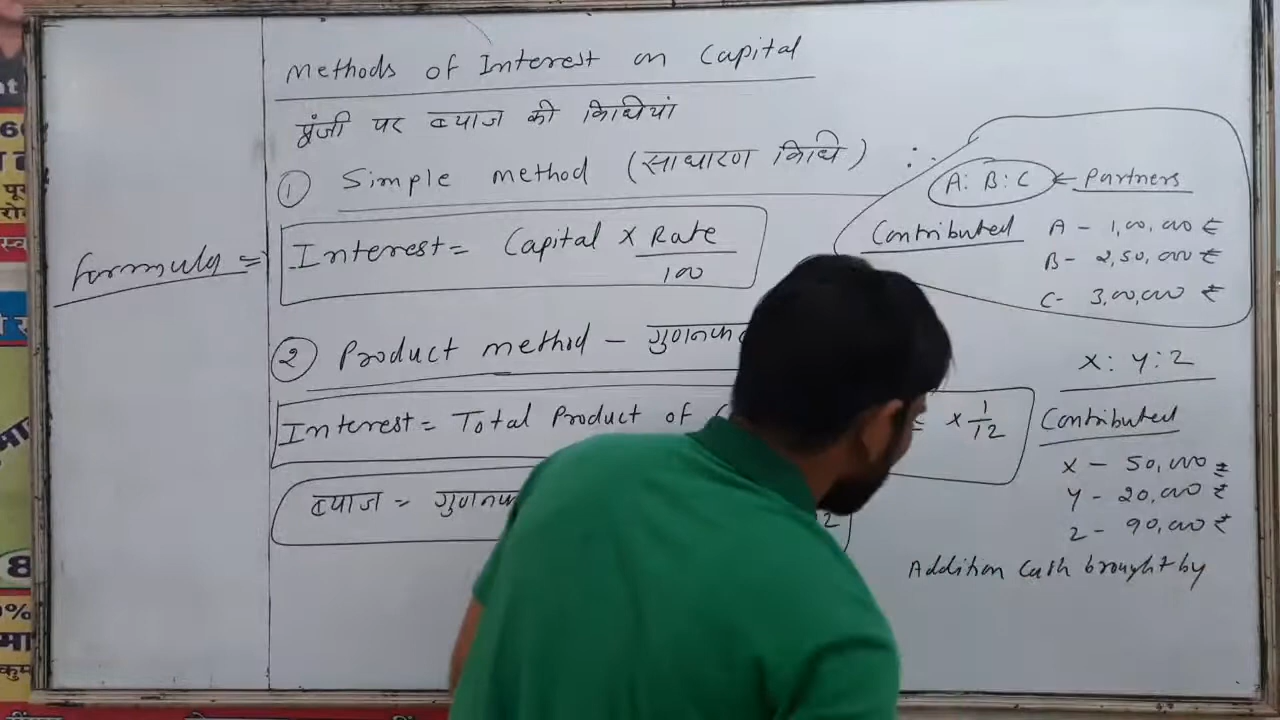 Methods of Interest on Capital
पूंजी पर ब्याज की विधियां
① Simple method (साधारण विधि) :.
Formula =
Interest = Capital × Rate / 100
② Product method – गुणनफ
Interest = Total Product of
× 1/12
ब्याज = गुणनफ
A : B : C ← Partners
Contributed
A – 1,00,000 ₹
B – 2,50,000 ₹
C – 3,00,000 ₹
X : Y : Z
Contributed
X – 50,000 ₹
Y – 20,000 ₹
Z – 90,000 ₹
Addition Cash brought by